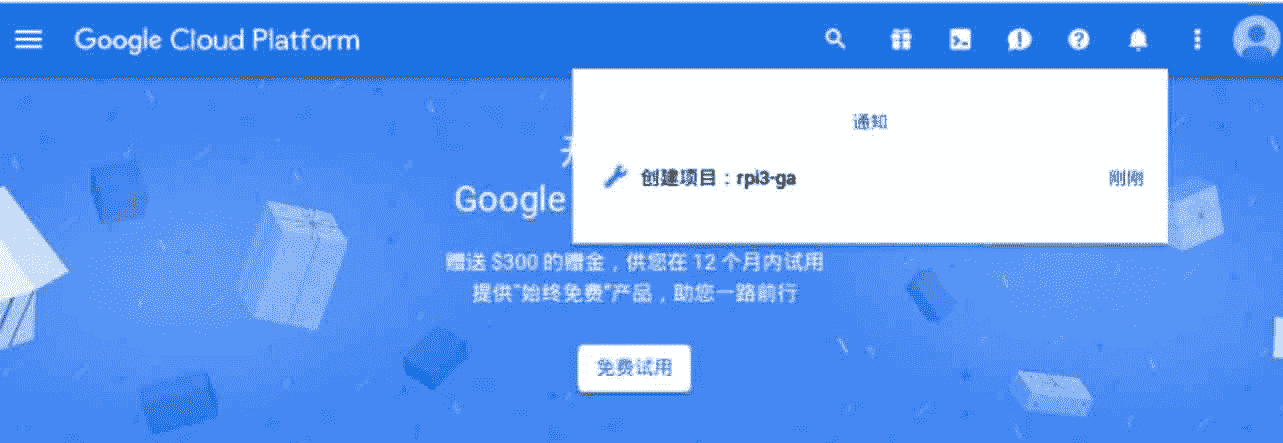 Google Cloud Platform
通知
创建项目：rpi3-ga
刚刚
Google
赠送 $300 的赠金，供您在 12 个月内试用
提供“始终免费”产品，助您一路前行
免费试用